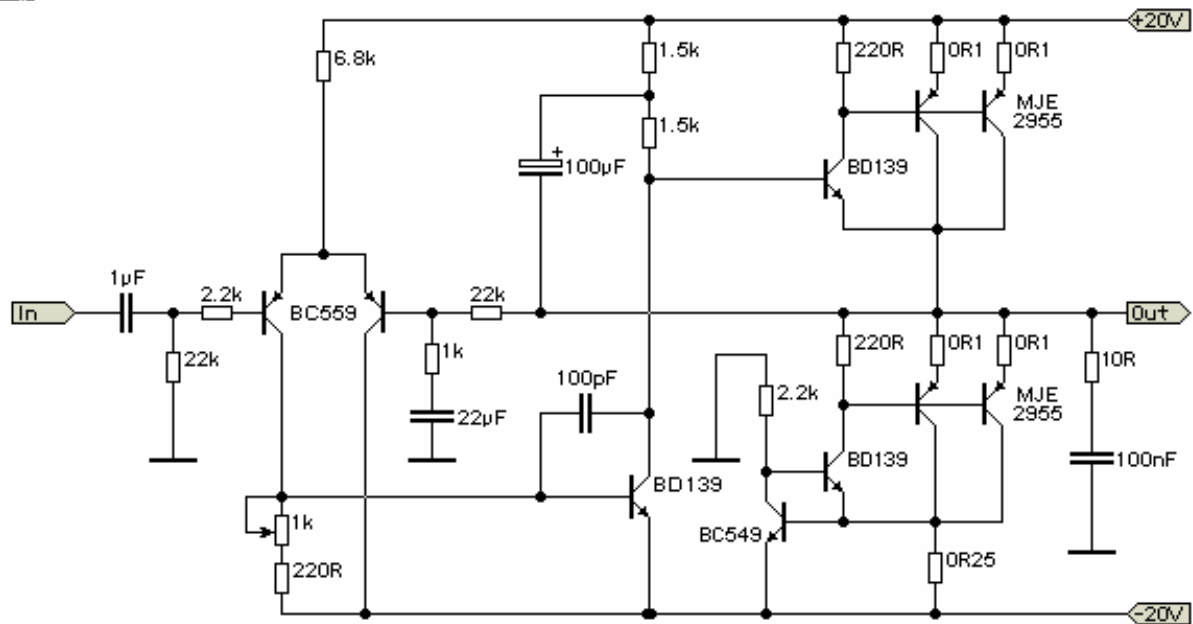 +20V
6.8k
1.5k
220R
0R1
0R1
MJE
2955
1.5k
+
100µF
BD139
1µF
2.2k
BC559
22k
In
Out
22k
1k
22µF
100pF
220R
0R1
0R1
10R
2.2k
MJE
2955
100nF
BD139
BD139
1k
BC549
220R
0R25
-20V